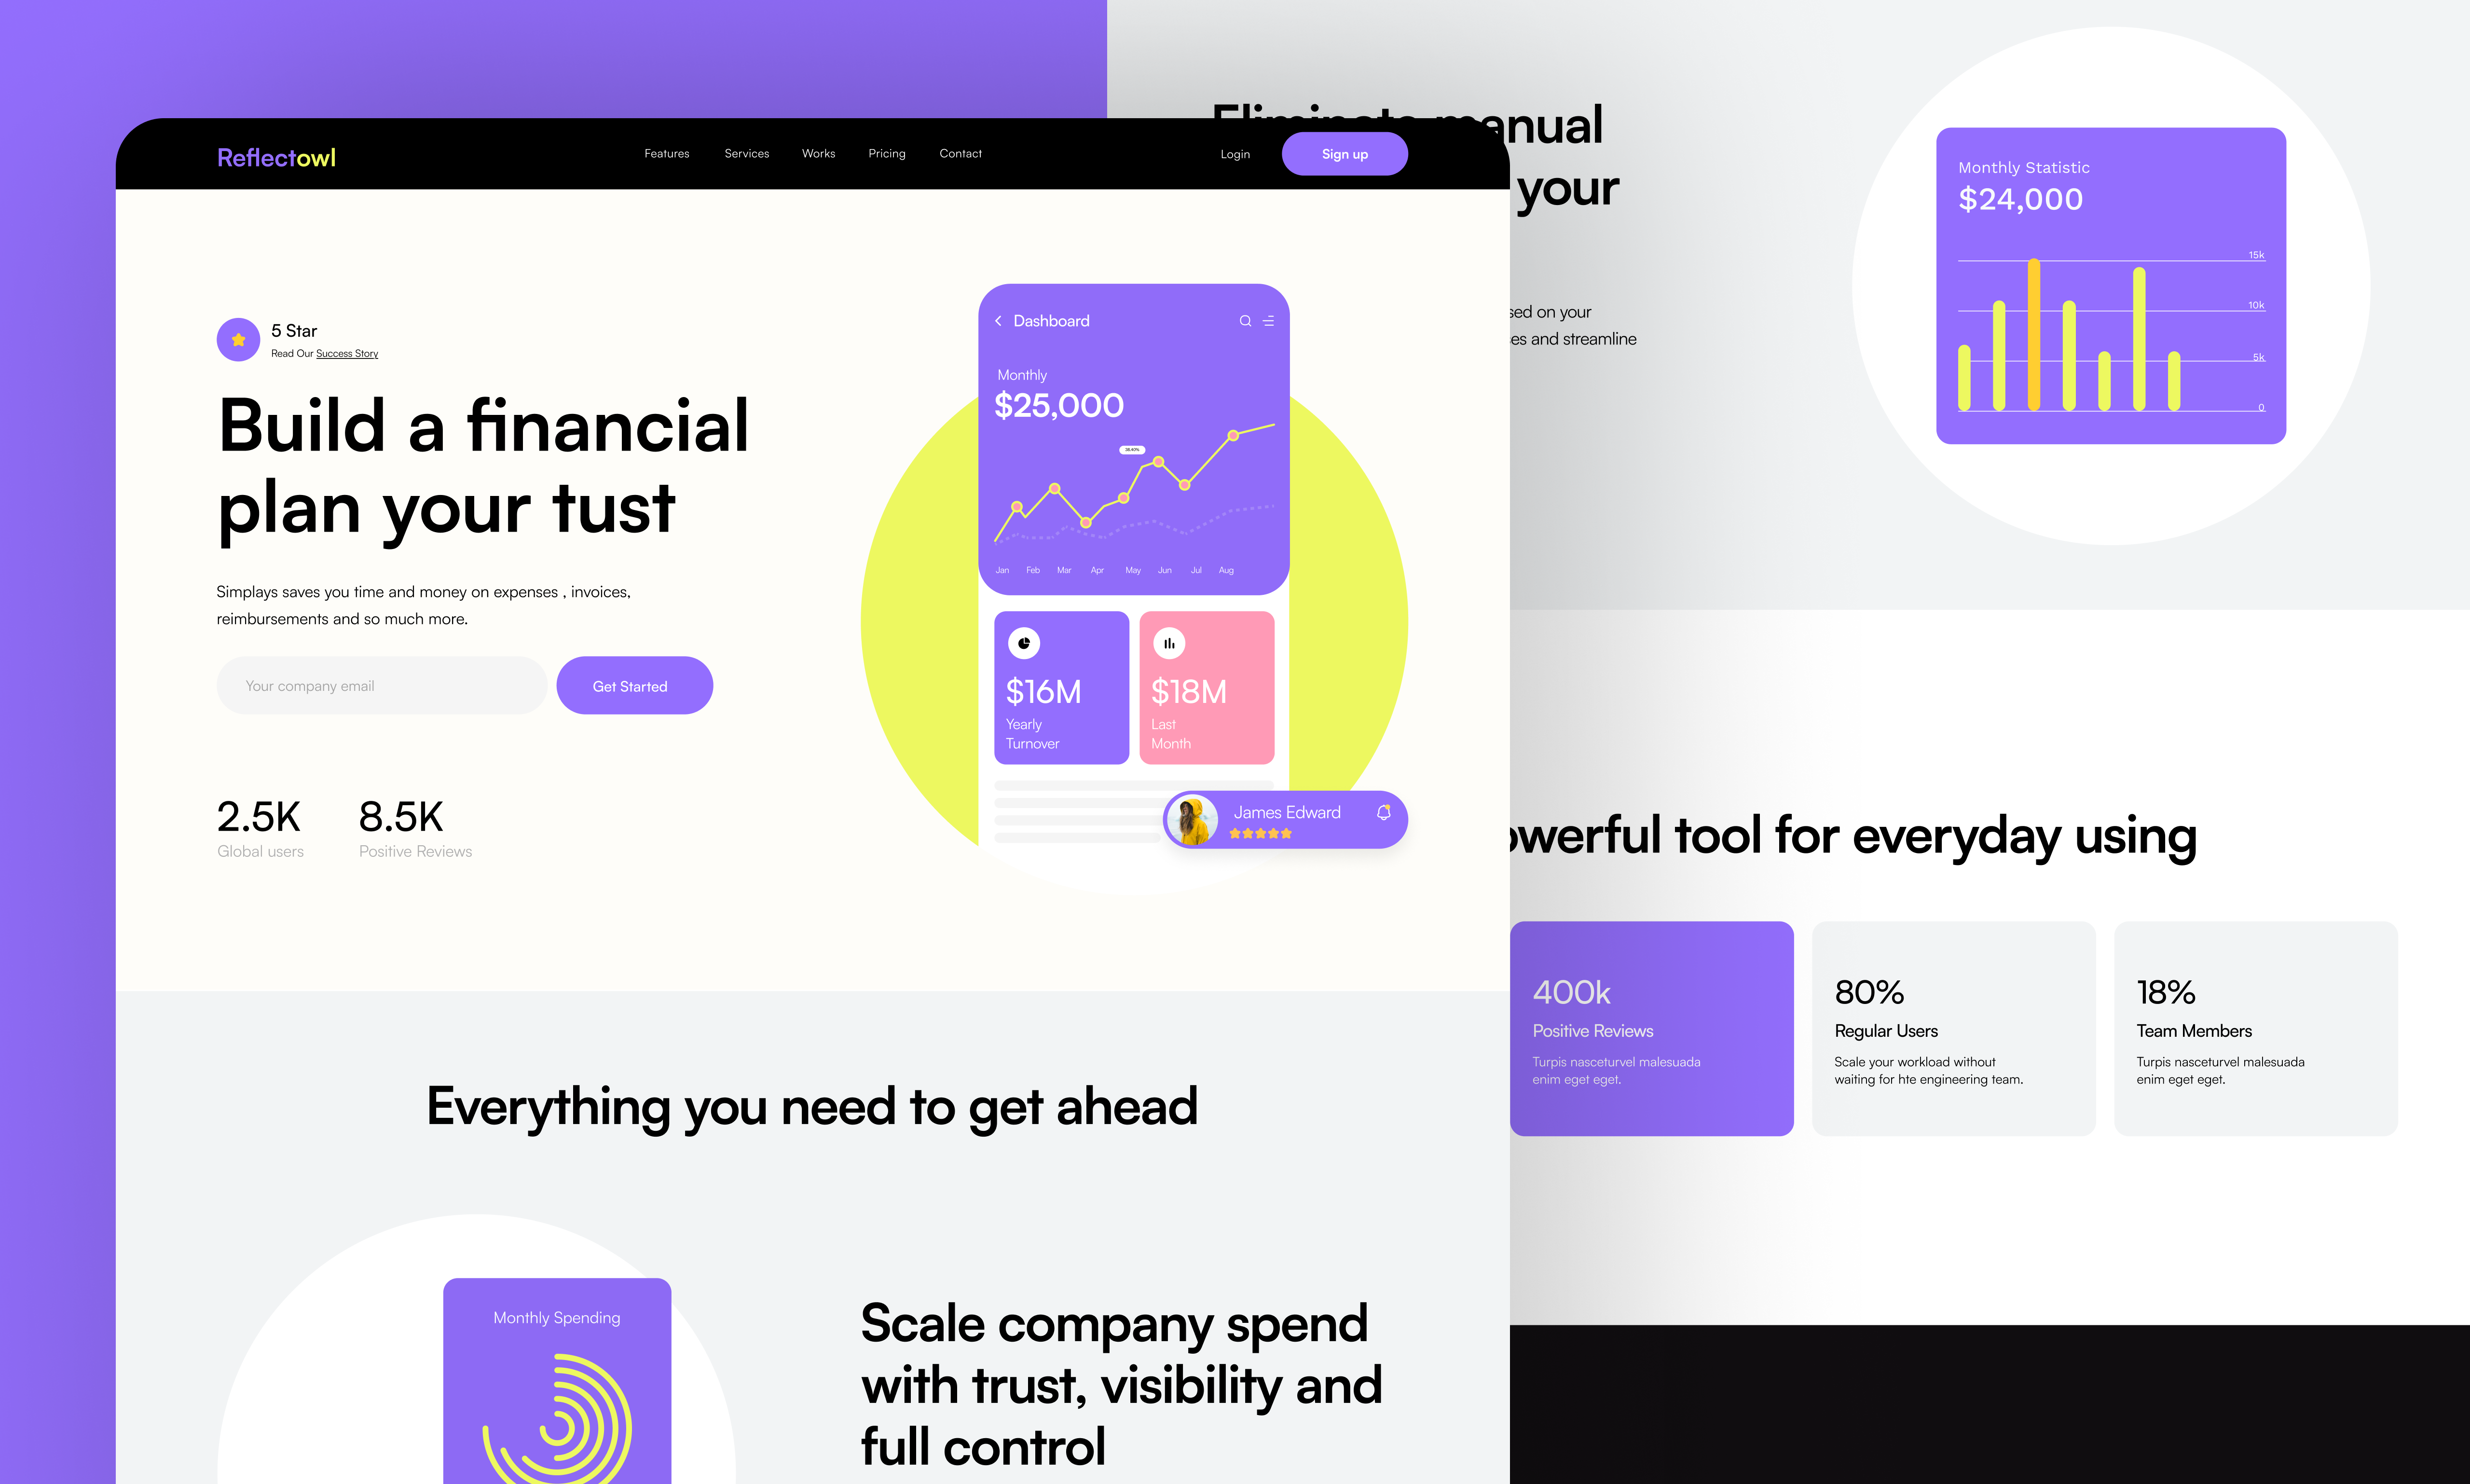 Reflectowl
Features
Services
Works
Pricing
Contact
Login
Sign up
5 Star
Read Our Success Story
Build a financial
plan your tust
Simplays saves you time and money on expenses , invoices,
reimbursements and so much more.
Your company email
Get Started
2.5K
Global users
8.5K
Positive Reviews
Dashboard
Monthly
$25,000
38,40%
Jan Feb Mar Apr May Jun Jul Aug
$16M
Yearly
Turnover
$18M
Last
Month
James Edward
Everything you need to get ahead
Monthly Spending
Scale company spend
with trust, visibility and
full control
Eliminate manual
your
sed on your
es and streamline
Monthly Statistic
$24,000
15k
10k
5k
0
owerful tool for everyday using
400k
Positive Reviews
Turpis nasceturvel malesuada
enim eget eget.
80%
Regular Users
Scale your workload without
waiting for hte engineering team.
18%
Team Members
Turpis nasceturvel malesuada
enim eget eget.